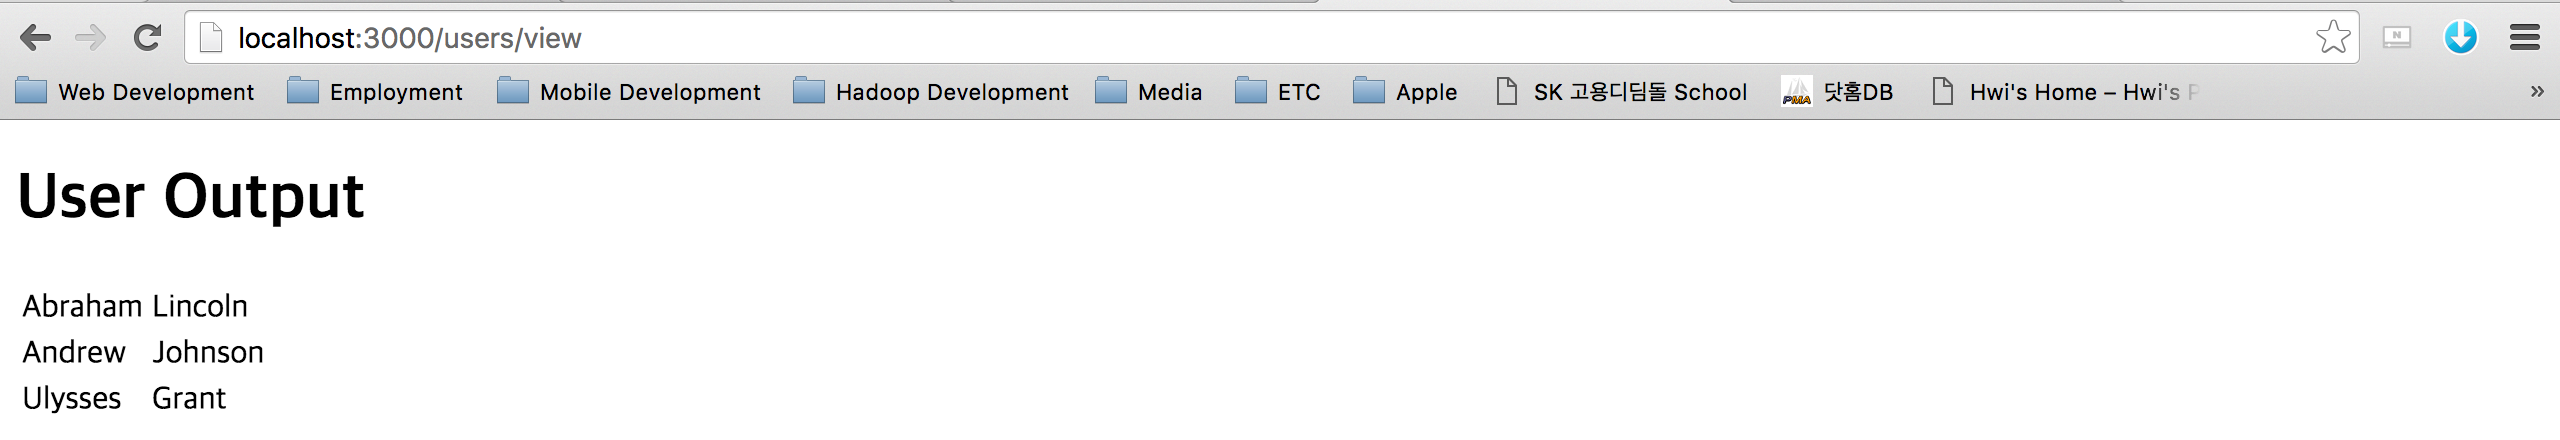 localhost:3000/users/view
Web Development Employment Mobile Development Hadoop Development Media ETC Apple SK 고용디딤돌 School PMA 닷홈DB Hwi's Home – Hwi's P
User Output
Abraham Lincoln
Andrew Johnson
Ulysses Grant